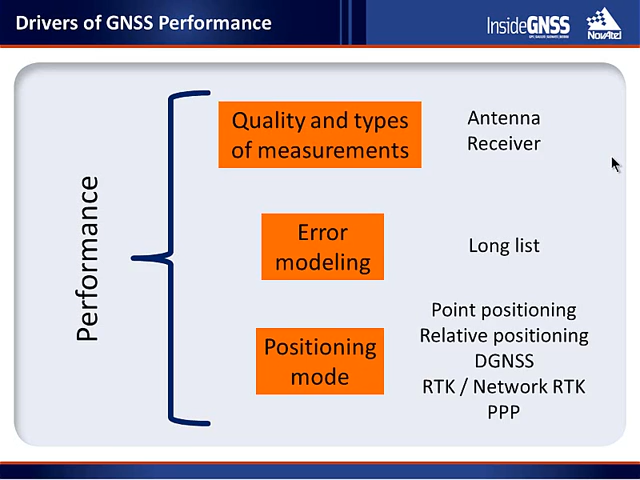 Drivers of GNSS Performance
InsideGNSS
NovAtel
Performance
Quality and types
of measurements
Antenna
Receiver
Error
modeling
Long list
Positioning
mode
Point positioning
Relative positioning
DGNSS
RTK / Network RTK
PPP